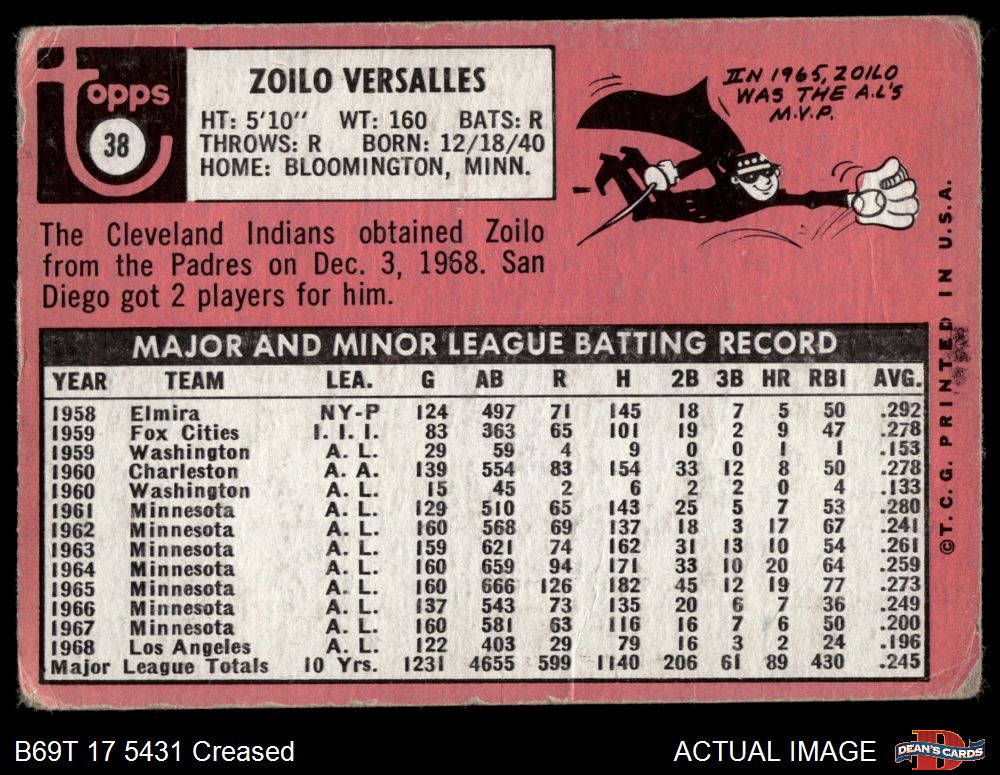 Topps
38
ZOILO VERSALLES
HT: 5'10" WT: 160 BATS: R
THROWS: R BORN: 12/18/40
HOME: BLOOMINGTON, MINN.
IN 1965, ZOILO
WAS THE A.L'S
M.V.P.
The Cleveland Indians obtained Zoilo
from the Padres on Dec. 3, 1968. San
Diego got 2 players for him.
MAJOR AND MINOR LEAGUE BATTING RECORD
YEAR TEAM LEA. G AB R H 2B 3B HR RBI AVG.
1958 Elmira NY-P 124 497 71 145 18 7 5 50 .292
1959 Fox Cities I. I. I. 83 363 65 101 19 2 9 47 .278
1959 Washington A. L. 29 59 4 9 0 0 1 1 .153
1960 Charleston A. A. 139 554 83 154 33 12 8 50 .278
1960 Washington A. L. 15 45 2 6 2 2 0 4 .133
1961 Minnesota A. L. 129 510 65 143 25 5 7 53 .280
1962 Minnesota A. L. 160 568 69 137 18 3 17 67 .241
1963 Minnesota A. L. 159 621 74 162 31 13 10 54 .261
1964 Minnesota A. L. 160 659 94 171 33 10 20 64 .259
1965 Minnesota A. L. 160 666 126 182 45 12 19 77 .273
1966 Minnesota A. L. 137 543 73 135 20 6 7 36 .249
1967 Minnesota A. L. 160 581 63 116 16 7 6 50 .200
1968 Los Angeles A. L. 122 403 29 79 16 3 2 24 .196
Major League Totals 10 Yrs. 1231 4655 599 1140 206 61 89 430 .245
©T. C. G. PRINTED IN U.S.A.
B69T 17 5431 Creased
ACTUAL IMAGE
DEAN'S CARDS